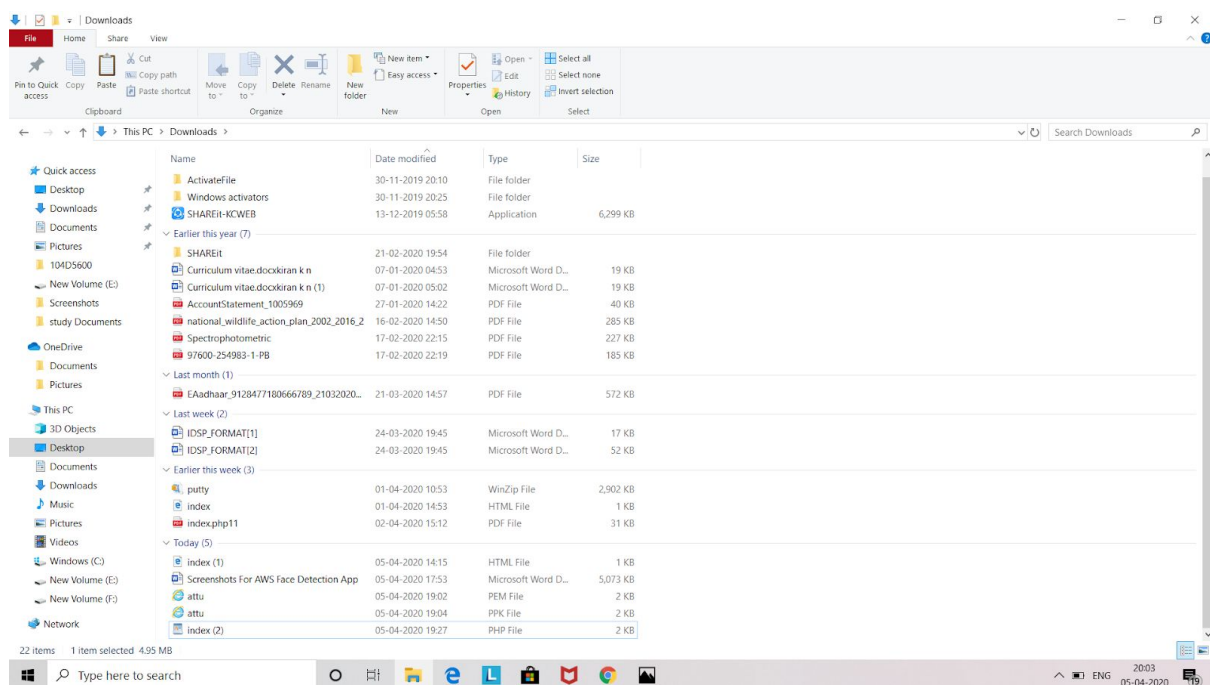 Downloads
File Home Share View
Pin to Quick access
Copy
Paste
Cut
Copy path
Paste shortcut
Move to
Copy to
Delete
Rename
New folder
New item
Easy access
Properties
Open
Edit
History
Select all
Select none
Invert selection
Clipboard Organize New Open Select
This PC > Downloads >
Search Downloads
Quick access
Desktop
Downloads
Documents
Pictures
104D5600
New Volume (E:)
Screenshots
study Documents
OneDrive
Documents
Pictures
This PC
3D Objects
Desktop
Documents
Downloads
Music
Pictures
Videos
Windows (C:)
New Volume (E:)
New Volume (F:)
Network
Name Date modified Type Size
ActivateFile 30-11-2019 20:10 File folder
Windows activators 30-11-2019 20:25 File folder
SHAREit-KCWEB 13-12-2019 05:58 Application 6,299 KB
Earlier this year (7)
SHAREit 21-02-2020 19:54 File folder
Curriculum vitae.docxkiran k n 07-01-2020 04:53 Microsoft Word D... 19 KB
Curriculum vitae.docxkiran k n (1) 07-01-2020 05:02 Microsoft Word D... 19 KB
AccountStatement_1005969 27-01-2020 14:22 PDF File 40 KB
national_wildlife_action_plan_2002_2016_2 16-02-2020 14:50 PDF File 285 KB
Spectrophotometric 17-02-2020 22:15 PDF File 227 KB
97600-254983-1-PB 17-02-2020 22:19 PDF File 185 KB
Last month (1)
EAadhaar_9128477180666789_21032020... 21-03-2020 14:57 PDF File 572 KB
Last week (2)
IDSP_FORMAT[1] 24-03-2020 19:45 Microsoft Word D... 17 KB
IDSP_FORMAT[2] 24-03-2020 19:45 Microsoft Word D... 52 KB
Earlier this week (3)
putty 01-04-2020 10:53 WinZip File 2,902 KB
index 01-04-2020 14:53 HTML File 1 KB
index.php11 02-04-2020 15:12 PDF File 31 KB
Today (5)
index (1) 05-04-2020 14:15 HTML File 1 KB
Screenshots For AWS Face Detection App 05-04-2020 17:53 Microsoft Word D... 5,073 KB
attu 05-04-2020 19:02 PEM File 2 KB
attu 05-04-2020 19:04 PPK File 2 KB
index (2) 05-04-2020 19:27 PHP File 2 KB
22 items 1 item selected 4.95 MB
Type here to search
ENG
20:03
05-04-2020
19